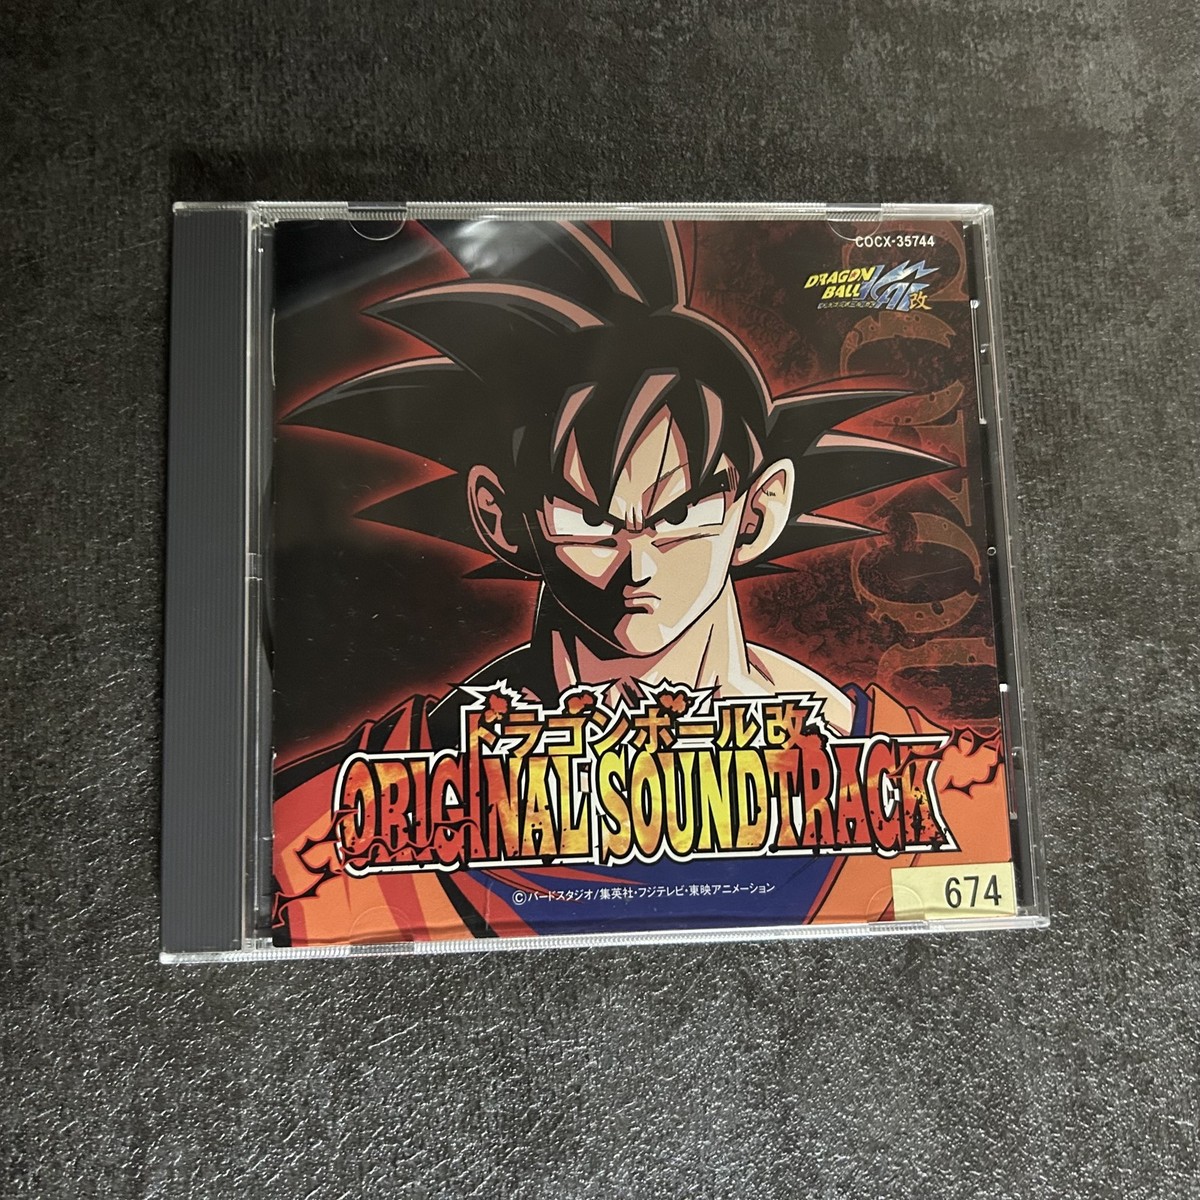 COCX-35744
DRAGON
BALL KAI 改
ドラゴンボール改
ORIGINAL SOUNDTRACK
©バードスタジオ/集英社・フジテレビ・東映アニメーション
674